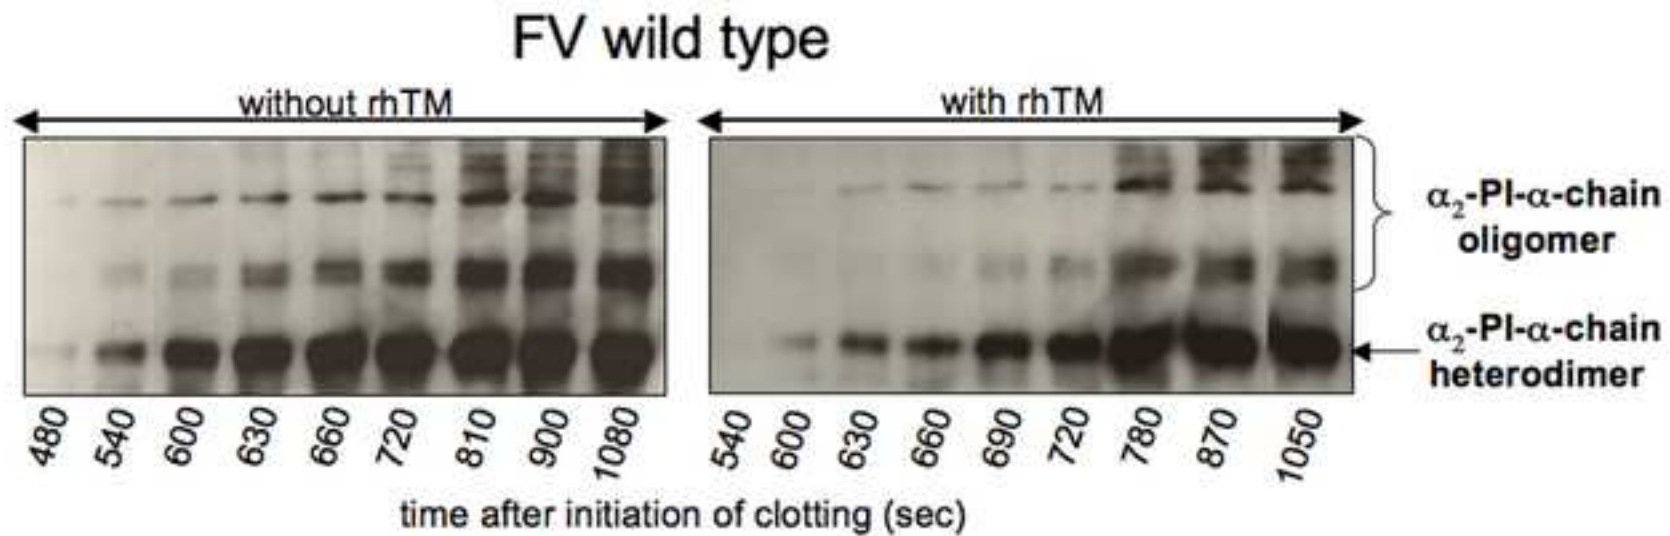 FV wild type
without rhTM
with rhTM
α₂-PI-α-chain
oligomer
α₂-PI-α-chain
heterodimer
480 540 600 630 660 720 810 900 1080
540 600 630 660 690 720 780 870 1050
time after initiation of clotting (sec)